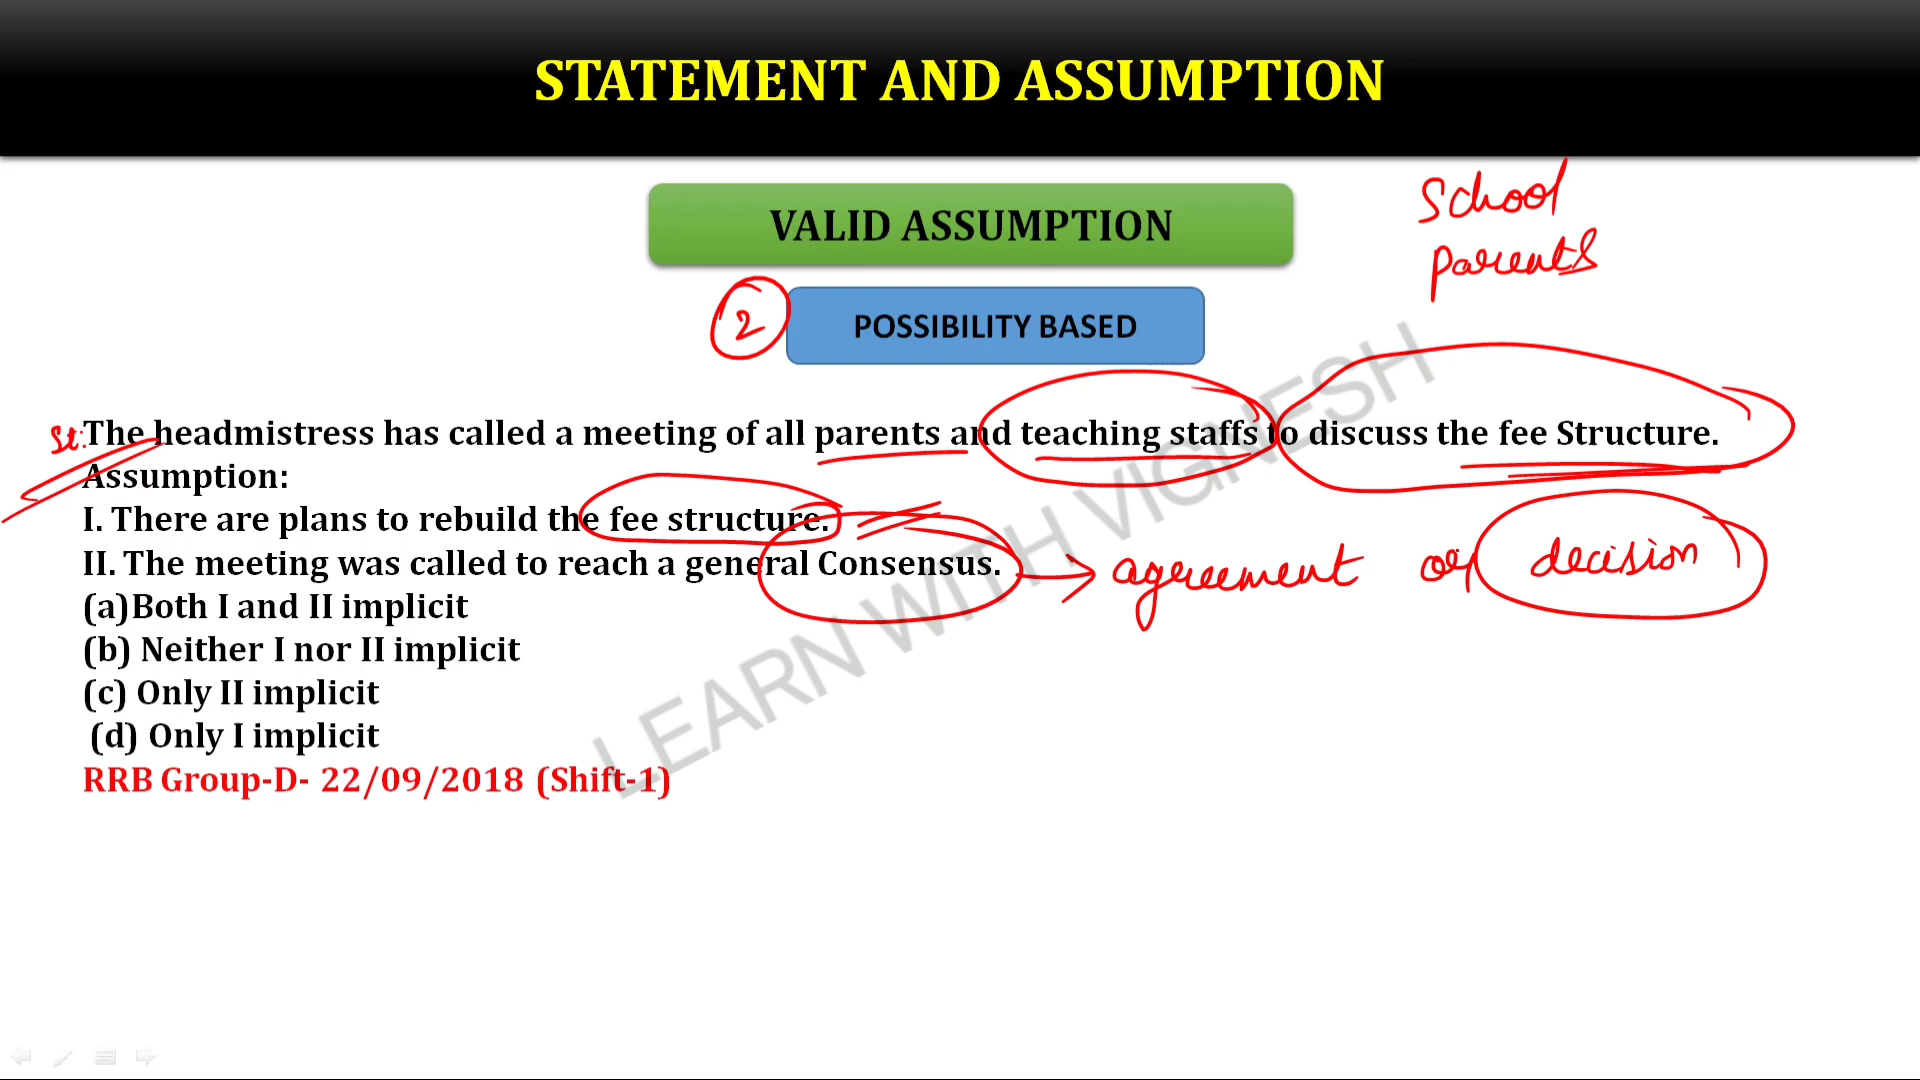 STATEMENT AND ASSUMPTION
School
parents
VALID ASSUMPTION
2
POSSIBILITY BASED
St: The headmistress has called a meeting of all parents and teaching staffs to discuss the fee Structure.
Assumption:
I. There are plans to rebuild the fee structure.
II. The meeting was called to reach a general Consensus. → agreement or decision
(a)Both I and II implicit
(b) Neither I nor II implicit
(c) Only II implicit
(d) Only I implicit
RRB Group-D- 22/09/2018 (Shift-1)
LEARN WITH VIGNESH